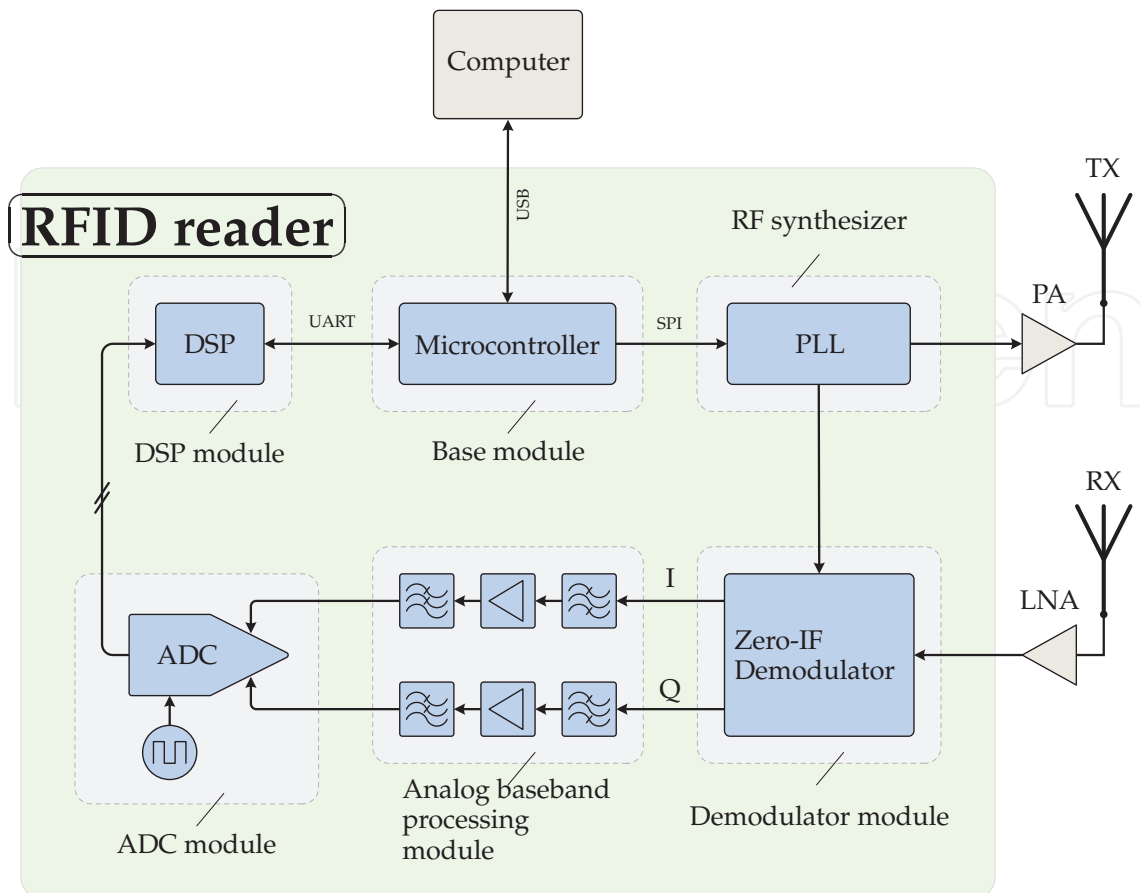 Computer
USB
TX
RFID reader
RF synthesizer
PA
DSP
UART
Microcontroller
SPI
PLL
DSP module
Base module
RX
I
LNA
ADC
Zero-IF
Demodulator
Q
Analog baseband
processing
module
Demodulator module
ADC module